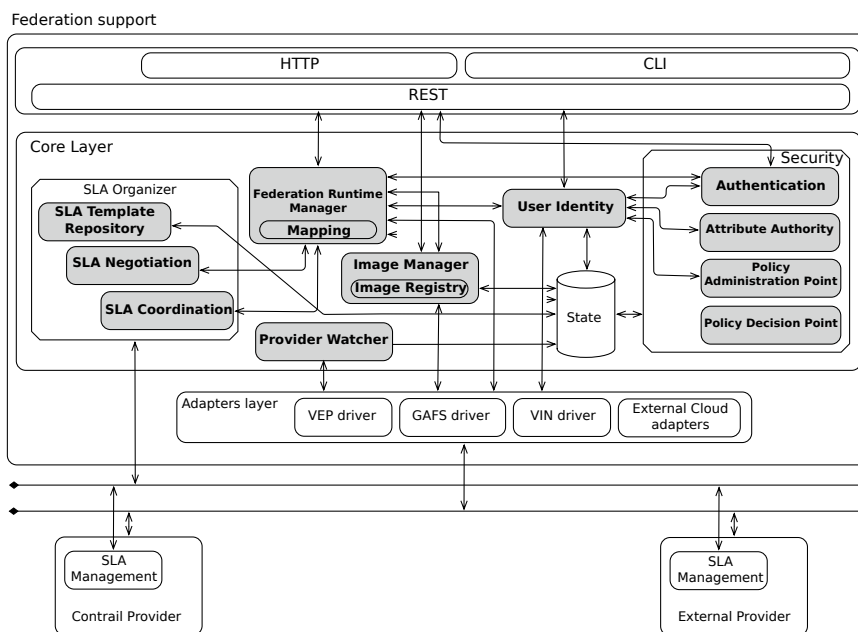 Federation support
HTTP
CLI
REST
Core Layer
Security
SLA Organizer
SLA Template
Repository
SLA Negotiation
SLA Coordination
Federation Runtime
Manager
Mapping
Image Manager
Image Registry
Provider Watcher
User Identity
State
Authentication
Attribute Authority
Policy
Administration Point
Policy Decision Point
Adapters layer
VEP driver
GAFS driver
VIN driver
External Cloud
adapters
SLA
Management
Contrail Provider
SLA
Management
External Provider